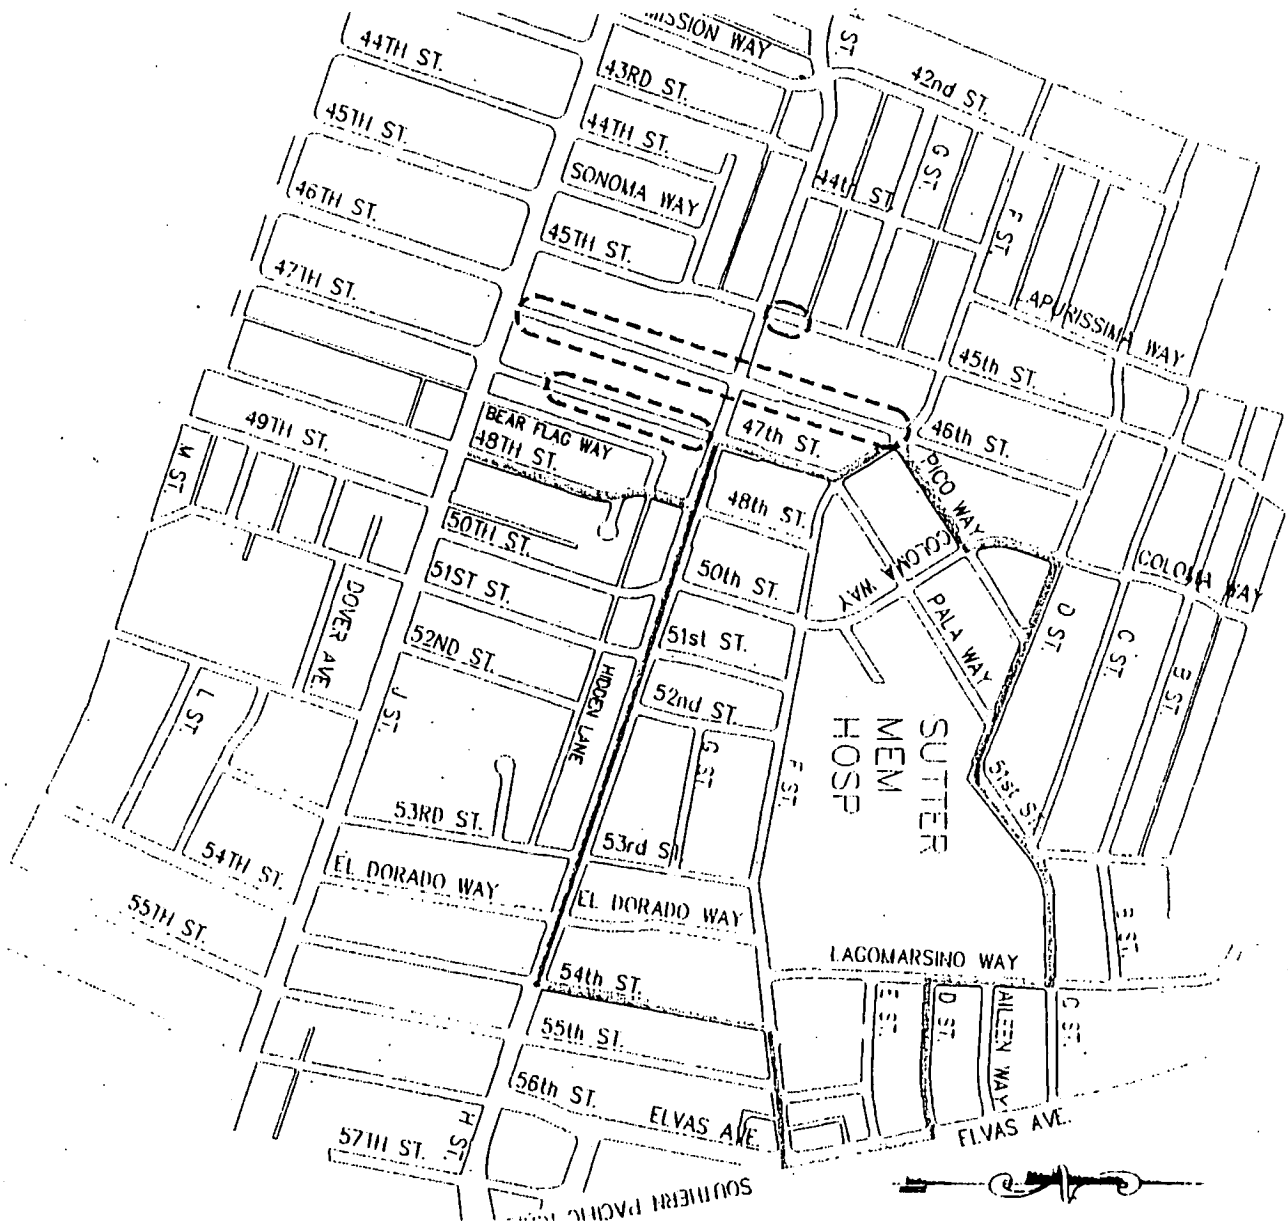 MISSION WAY
H ST.
44TH ST.
43RD ST.
42nd ST.
45TH ST.
44TH ST.
G ST.
SONOMA WAY
44th ST.
46TH ST.
F ST.
45TH ST.
47TH ST.
LAPURISSIMA WAY
45th ST.
49TH ST.
BEAR FLAG WAY
48TH ST.
47th ST.
46th ST.
M ST.
PICO WAY
48th ST.
50TH ST.
COLOMA WAY
COLOMA WAY
51ST ST.
50th ST.
DOVER AVE
PALA WAY
D ST.
52ND ST.
51st ST.
C ST.
B ST.
HIDDEN LANE
52nd ST.
L ST.
J ST.
G ST.
F ST.
SUTTER
MEM
HOSP
51st ST.
53RD ST.
53rd S
54TH ST.
EL DORADO WAY
EL DORADO WAY
55TH ST.
LAGOMARSINO WAY
54th ST.
E ST.
D ST.
AILEEN WAY
C ST.
55th ST.
56th ST.
ELVAS AVE.
ELVAS AVE.
H ST.
57TH ST.
SOUTHERN PACIFIC